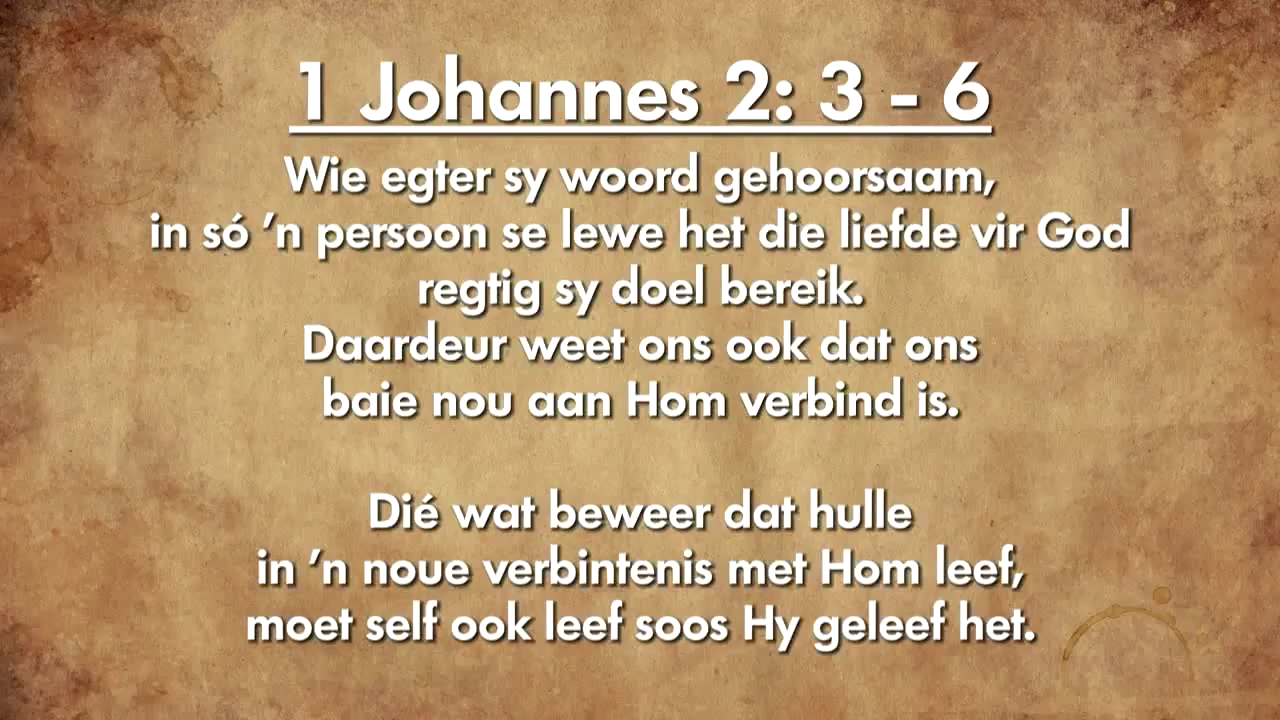 1 Johannes 2: 3 - 6
Wie egter sy woord gehoorsaam,
in só ’n persoon se lewe het die liefde vir God
regtig sy doel bereik.
Daardeur weet ons ook dat ons
baie nou aan Hom verbind is.
Dié wat beweer dat hulle
in ’n noue verbintenis met Hom leef,
moet self ook leef soos Hy geleef het.